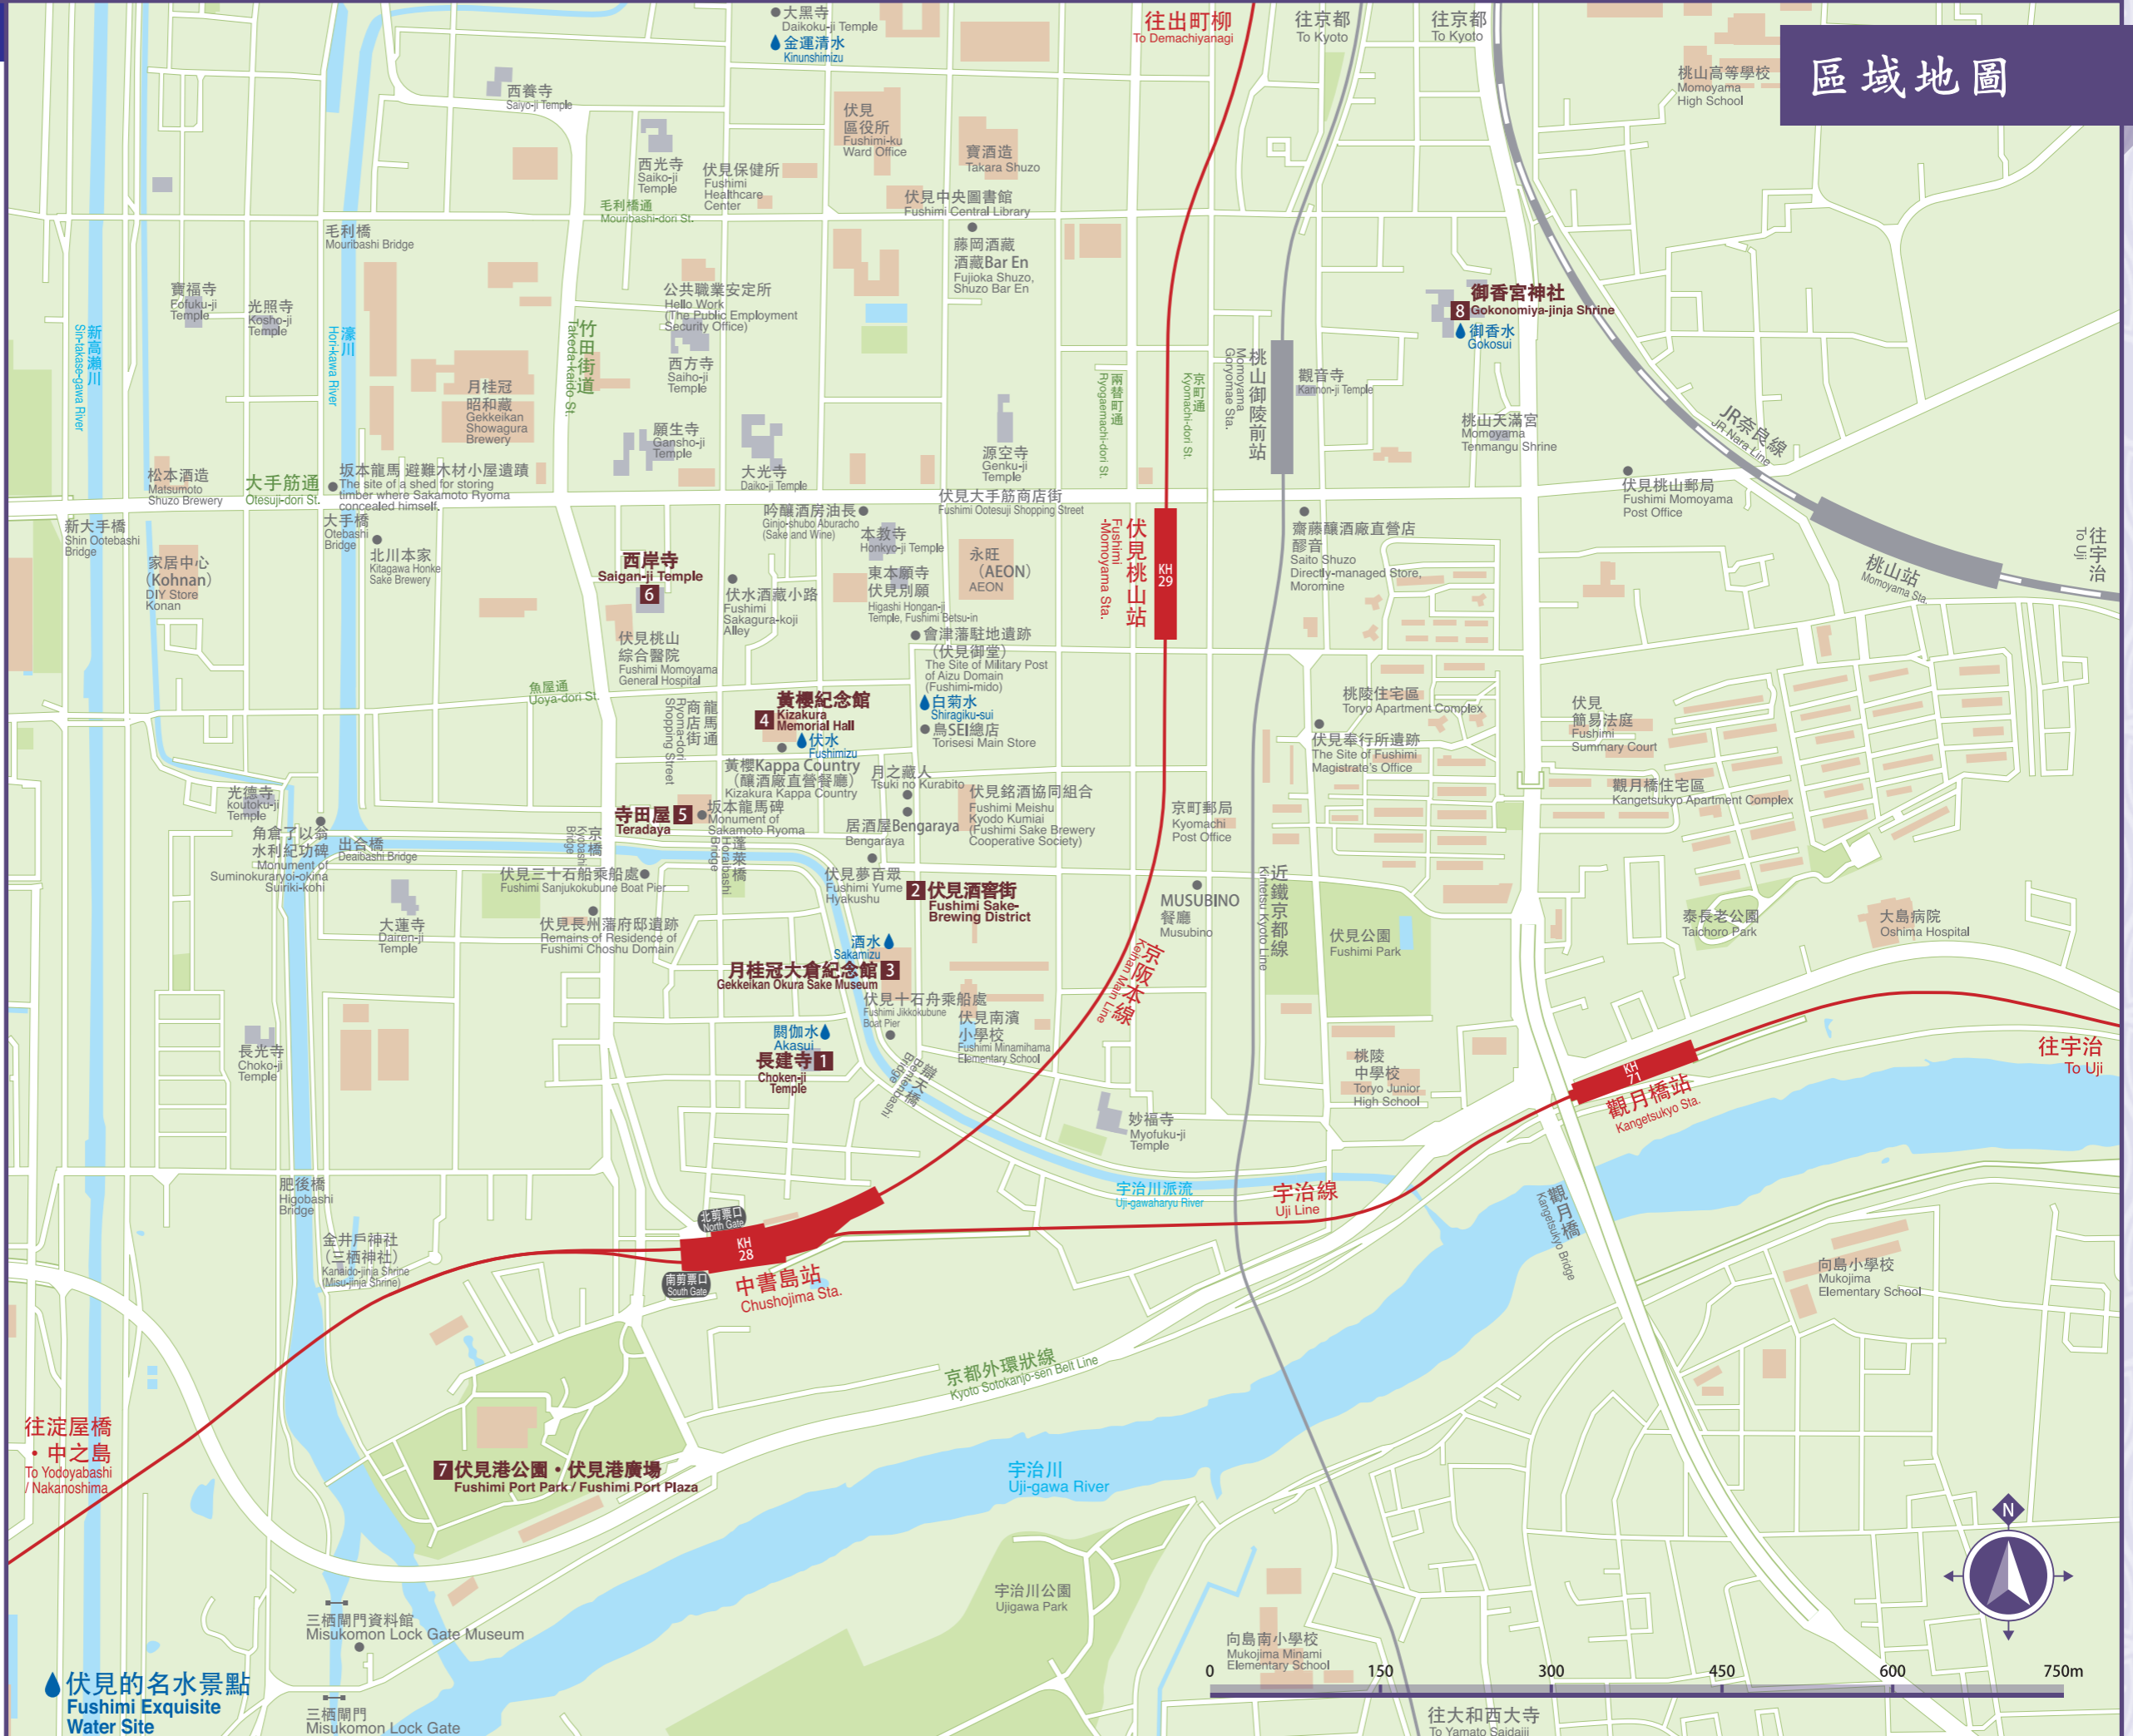 區域地圖
大黑寺
Daikoku-ji Temple
金運清水
Kinunshimizu
往出町柳
To Demachiyanagi
往京都
To Kyoto
往京都
To Kyoto
桃山高等學校
Momoyama
High School
西養寺
Saiyo-ji Temple
伏見
區役所
Fushimi-ku
Ward Office
寶酒造
Takara Shuzo
西光寺
Saiko-ji
Temple
伏見保健所
Fushimi
Healthcare
Center
伏見中央圖書館
Fushimi Central Library
毛利橋通
Mouribashi-dori St.
毛利橋
Mouribashi Bridge
藤岡酒藏
酒藏Bar En
Fujioka Shuzo,
Shuzo Bar En
寶福寺
Fofuku-ji
Temple
光照寺
Kosho-ji
Temple
公共職業安定所
Hello Work
(The Public Employment
Security Office)
御香宮神社
8
Gokonomiya-jinja Shrine
御香水
Gokosui
新高瀨川
Sin-takase-gawa River
濠川
Hori-kawa River
竹田街道
Takeda-kaido St.
西方寺
Saiho-ji
Temple
月桂冠
昭和藏
Gekkeikan
Showagura
Brewery
兩替町通
Ryogaemachi-dori St.
京町通
Kyomachi-dori St.
桃山御陵前站
Momoyama
Goryomae Sta.
觀音寺
Kannon-ji Temple
桃山天滿宮
Momoyama
Tenmangu Shrine
JR奈良線
JR Nara Line
願生寺
Gansho-ji
Temple
大光寺
Daiko-ji Temple
源空寺
Genku-ji
Temple
松本酒造
Matsumoto
Shuzo Brewery
大手筋通
Otesuji-dori St.
坂本龍馬 避難木材小屋遺蹟
The site of a shed for storing
timber where Sakamoto Ryoma
concealed himself.
伏見大手筋商店街
Fushimi Ootesuji Shopping Street
伏見桃山郵局
Fushimi Momoyama
Post Office
新大手橋
Shin Ootebashi
Bridge
大手橋
Otebashi
Bridge
北川本家
Kitagawa Honke
Sake Brewery
家居中心
（Kohnan）
DIY Store
Konan
吟釀酒房油長
Ginjo-shubo Aburacho
(Sake and Wine)
本教寺
Honkyo-ji Temple
永旺
（AEON）
AEON
伏見桃山站
Fushimi
-Momoyama Sta.
KH
29
齋藤釀酒廠直營店
醪音
Saito Shuzo
Directly-managed Store,
Moromine
桃山站
Momoyama Sta.
往宇治
To Uji
西岸寺
Saigan-ji Temple
6
伏水酒藏小路
Fushimi
Sakagura-koji
Alley
東本願寺
伏見別願
Higashi Hongan-ji
Temple, Fushimi Betsu-in
伏見桃山
綜合醫院
Fushimi Momoyama
General Hospital
會津藩駐地遺跡
（伏見御堂）
The Site of Military Post
of Aizu Domain
(Fushimi-mido)
魚屋通
Uoya-dori St.
龍馬通
商店街
Ryoma-dori
Shopping Street
黃櫻紀念館
4
Kizakura
Memorial Hall
伏水
Fushimizu
白菊水
Shiragiku-sui
鳥SEI總店
Torisesi Main Store
桃陵住宅區
Toryo Apartment Complex
伏見奉行所遺跡
The Site of Fushimi
Magistrate's Office
伏見
簡易法庭
Fushimi
Summary Court
觀月橋住宅區
Kangetsukyo Apartment Complex
黃櫻Kappa Country
（釀酒廠直營餐廳）
Kizakura Kappa Country
月之藏人
Tsuki no Kurabito
光德寺
koutoku-ji
Temple
角倉了以翁
水利紀功碑
Monument of
Suminokuraryoi-okina
Suiriki-kohi
出合橋
Deaibashi Bridge
京橋
Kyobashi
Bridge
寺田屋
5
Teradaya
坂本龍馬碑
Monument of
Sakamoto Ryoma
蓬萊橋
Horaibashi
Bridge
居酒屋Bengaraya
Bengaraya
伏見銘酒協同組合
Fushimi Meishu
Kyodo Kumiai
(Fushimi Sake Brewery
Cooperative Society)
京町郵局
Kyomachi
Post Office
近鐵京都線
Kintetsu Kyoto Line
伏見三十石船乘船處
Fushimi Sanjukokubune Boat Pier
伏見夢百眾
Fushimi Yume
Hyakushu
2
伏見酒窖街
Fushimi Sake-
Brewing District
MUSUBINO
餐廳
Musubino
大蓮寺
Dairen-ji
Temple
伏見長州藩府邸遺跡
Remains of Residence of
Fushimi Choshu Domain
伏見公園
Fushimi Park
泰長老公園
Taichoro Park
大島病院
Oshima Hospital
酒水
Sakamizu
月桂冠大倉紀念館
3
Gekkeikan Okura Sake Museum
京阪本線
Keihan Main Line
伏見十石舟乘船處
Fushimi Jikkokubune
Boat Pier
伏見南濱
小學校
Fushimi Minamihama
Elementary School
長光寺
Choko-ji
Temple
閼伽水
Akasui
長建寺
1
Choken-ji
Temple
辯天橋
Bentenbashi
Bridge
桃陵
中學校
Toryo Junior
High School
KH
71
觀月橋站
Kangetsukyo Sta.
往宇治
To Uji
妙福寺
Myofuku-ji
Temple
肥後橋
Higobashi
Bridge
宇治川派流
Uji-gawaharyu River
宇治線
Uji Line
觀月橋
Kangetsukyo Bridge
金井戶神社
（三栖神社）
Kanaido-jinja Shrine
(Misu-jinja Shrine)
北剪票口
North Gate
KH
28
南剪票口
South Gate
中書島站
Chushojima Sta.
向島小學校
Mukojima
Elementary School
京都外環狀線
Kyoto Sotokanjo-sen Belt Line
往淀屋橋
・中之島
To Yodoyabashi
/ Nakanoshima
7
伏見港公園・伏見港廣場
Fushimi Port Park / Fushimi Port Plaza
宇治川
Uji-gawa River
N
宇治川公園
Ujigawa Park
三栖閘門資料館
Misukomon Lock Gate Museum
向島南小學校
Mukojima Minami
Elementary School
0 150 300 450 600 750m
伏見的名水景點
Fushimi Exquisite
Water Site
三栖閘門
Misukomon Lock Gate
往大和西大寺
To Yamato Saidaiji